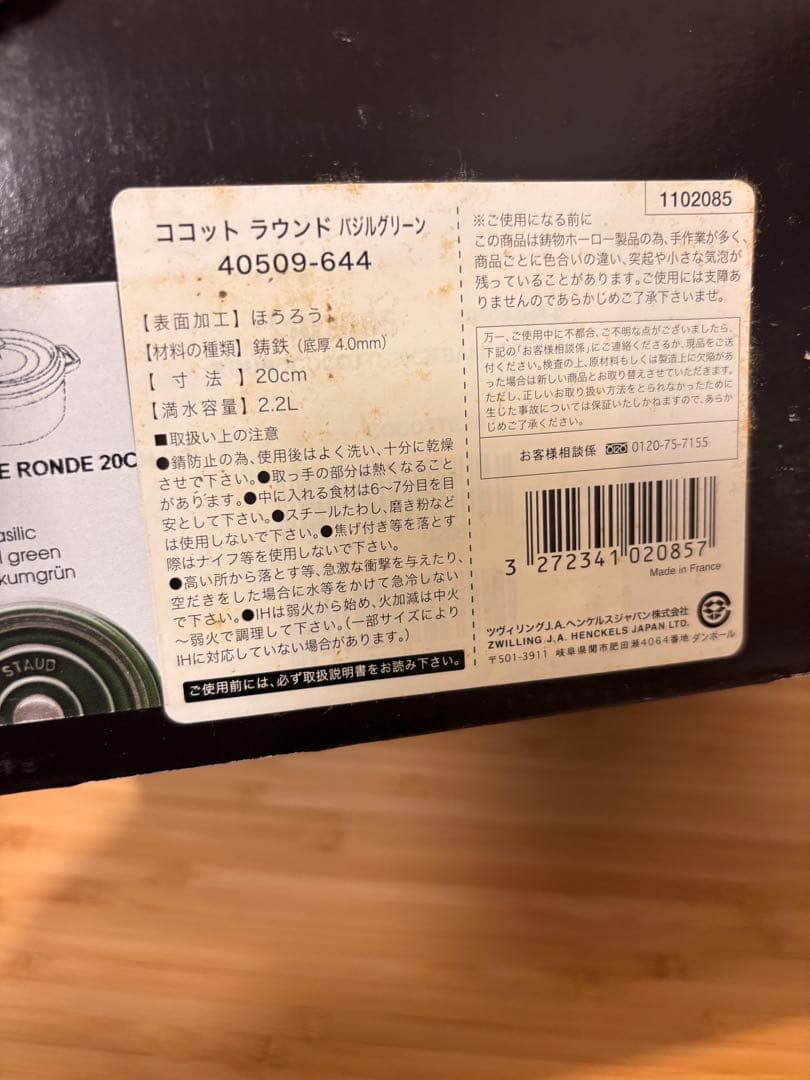 E RONDE 20C
asilic
l green
kumgrün
STAUB
ココット ラウンド バジルグリーン
40509-644
【表面加工】ほうろう
【材料の種類】鋳鉄(底厚 4.0mm)
【 寸 法 】20cm
【満水容量】2.2L
■取扱い上の注意
●錆防止の為、使用後はよく洗い、十分に乾燥
させて下さい。●取っ手の部分は熱くなること
があります。●中に入れる食材は6〜7分目を目
安として下さい。●スチールたわし、磨き粉など
は使用しないで下さい。●焦げ付き等を落とす
際はナイフ等を使用しないで下さい。
●高い所から落とす等、急激な衝撃を与えたり、
空だきをした場合に水等をかけて急冷しない
で下さい。●IHは弱火から始め、火加減は中火
〜弱火で調理して下さい。(一部サイズにより
IHに対応していない場合があります。)
ご使用前には、必ず取扱説明書をお読み下さい。
1102085
※ご使用になる前に
この商品は鋳物ホーロー製品の為、手作業が多く、
商品ごとに色合いの違い、突起や小さな気泡が
残っていることがあります。ご使用には支障あ
りませんのであらかじめご了承下さいませ。
万一、ご使用中に不都合、ご不明な点がございましたら、
下記の「お客様相談係」にご連絡くださるか、現品をご送
付ください。検査の上、原材料もしくは製造上に欠陥があ
った場合は新しい商品とお取り替えさせていただきます。
ただし、正しいお取り扱い方法をとられなかったために
生じた事故については保証いたしかねますので、あらか
じめご了承ください。
お客様相談係 0120-75-7155
3 272341 020857
Made in France
ツヴィリングJ.A.ヘンケルスジャパン株式会社
ZWILLING J.A. HENCKELS JAPAN LTD.
〒501-3911 岐阜県関市肥田瀬4064番地 ダンボール